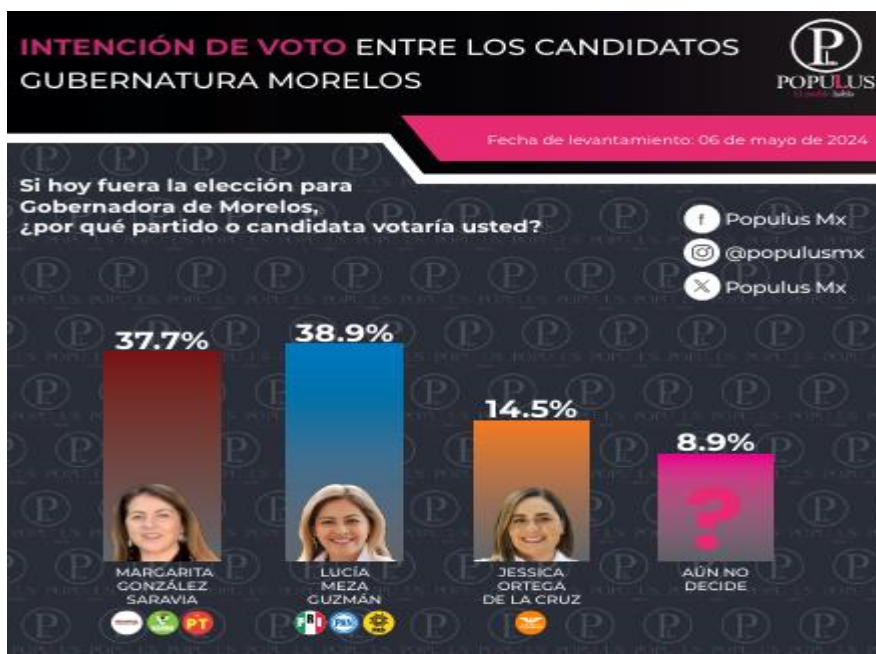 INTENCIÓN DE VOTO ENTRE LOS CANDIDATOS
GUBERNATURA MORELOS
POPULUS
Fecha de levantamiento: 06 de mayo de 2024
Si hoy fuera la elección para
Gobernadora de Morelos,
¿por qué partido o candidata votaría usted?
Populus Mx
@populusmx
Populus Mx
37.7%
38.9%
14.5%
8.9%
?
MARGARITA
GONZÁLEZ
SARAVIA
LUCÍA
MEZA
GUZMÁN
JESSICA
ORTEGA
DE LA CRUZ
AÚN NO
DECIDE
PT
PRI
PAN